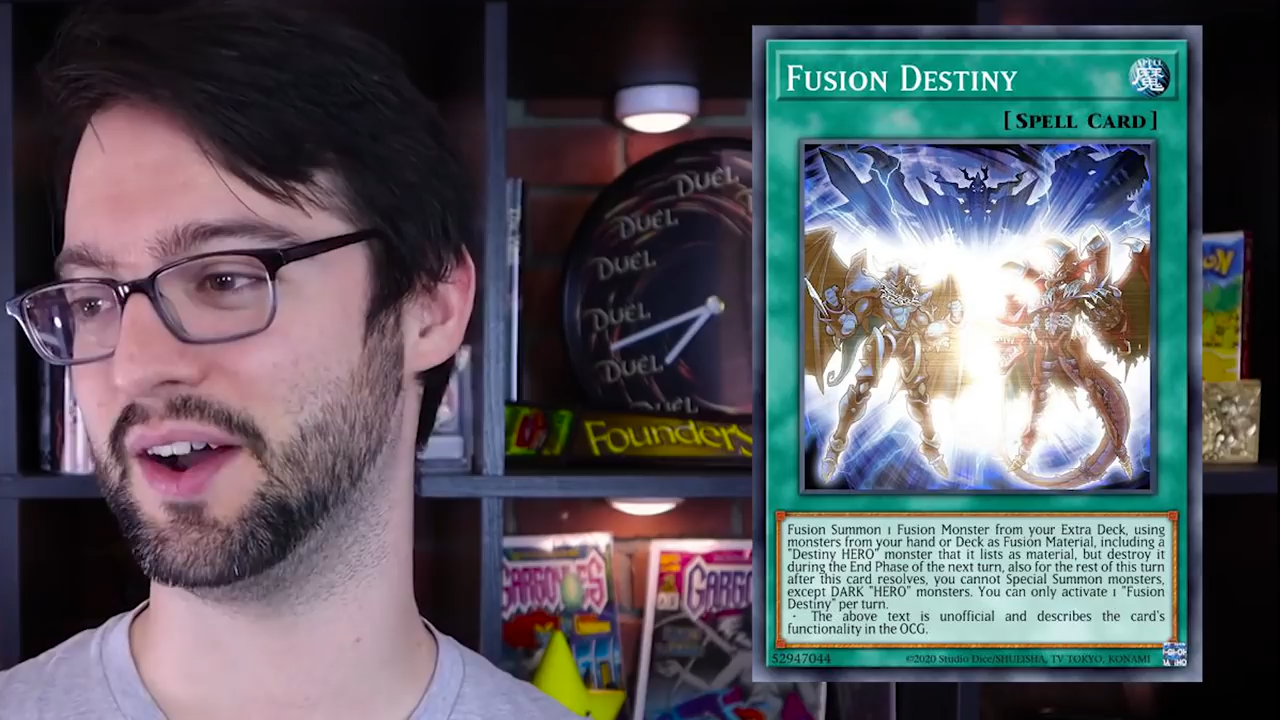 FUSION DESTINY
SPELL
魔
[SPELL CARD]
Fusion Summon 1 Fusion Monster from your Extra Deck, using
monsters from your hand or Deck as Fusion Material, including a
"Destiny HERO" monster that it lists as material, but destroy it
during the End Phase of the next turn, also for the rest of this turn
after this card resolves, you cannot Special Summon monsters,
except DARK "HERO" monsters. You can only activate 1 "Fusion
Destiny" per turn.
· The above text is unofficial and describes the card's
functionality in the OCG.
52947044
©2020 Studio Dice/SHUEISHA, TV TOKYO, KONAMI
DUEL
DUEL
DUEL
DUEL
DUEL
DUEL
Founders
GARGOYLES
GARGO
ON